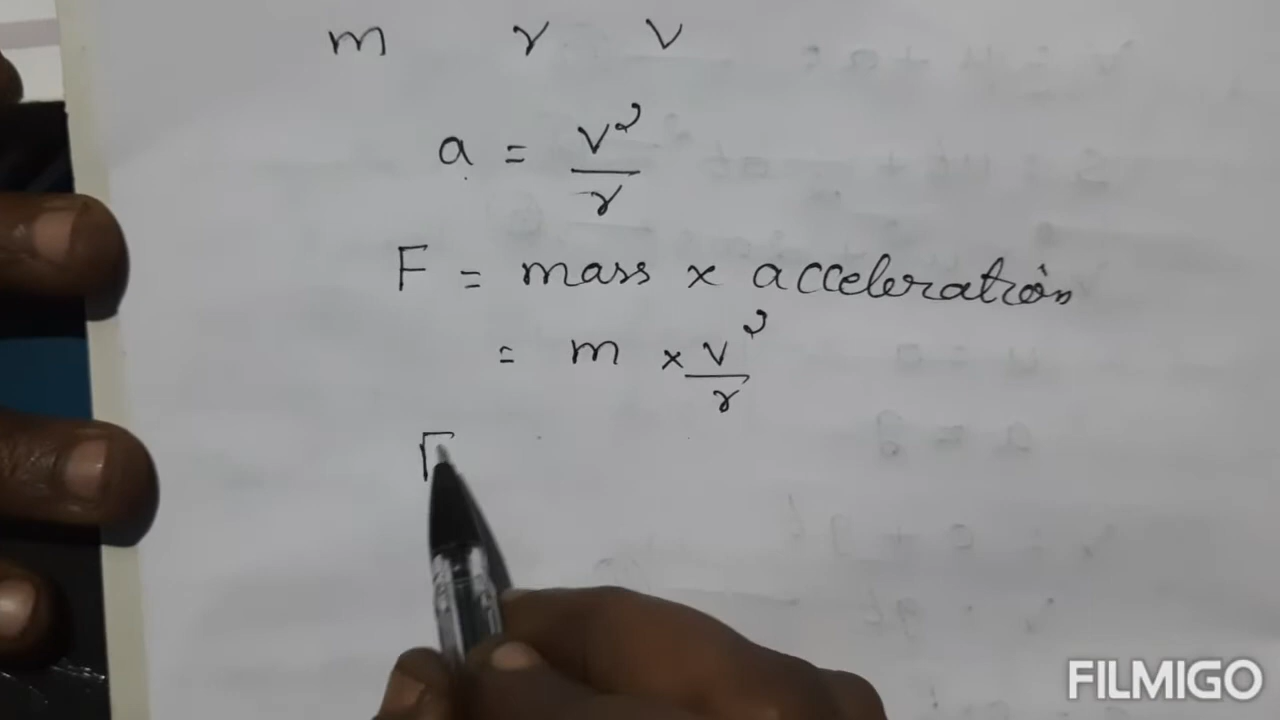 m r v
a = v²/r
F = mass x acceleration
= m x v²/r
F
FILMIGO